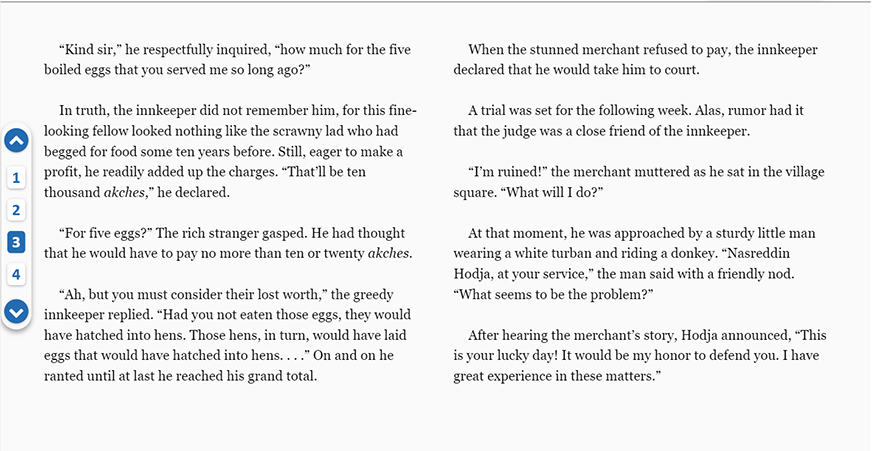 “Kind sir,” he respectfully inquired, “how much for the five
boiled eggs that you served me so long ago?”
In truth, the innkeeper did not remember him, for this fine-
looking fellow looked nothing like the scrawny lad who had
begged for food some ten years before. Still, eager to make a
profit, he readily added up the charges. “That’ll be ten
thousand akches,” he declared.
“For five eggs?” The rich stranger gasped. He had thought
that he would have to pay no more than ten or twenty akches.
“Ah, but you must consider their lost worth,” the greedy
innkeeper replied. “Had you not eaten those eggs, they would
have hatched into hens. Those hens, in turn, would have laid
eggs that would have hatched into hens. . . .” On and on he
ranted until at last he reached his grand total.
When the stunned merchant refused to pay, the innkeeper
declared that he would take him to court.
A trial was set for the following week. Alas, rumor had it
that the judge was a close friend of the innkeeper.
“I’m ruined!” the merchant muttered as he sat in the village
square. “What will I do?”
At that moment, he was approached by a sturdy little man
wearing a white turban and riding a donkey. “Nasreddin
Hodja, at your service,” the man said with a friendly nod.
“What seems to be the problem?”
After hearing the merchant’s story, Hodja announced, “This
is your lucky day! It would be my honor to defend you. I have
great experience in these matters.”
1
2
3
4